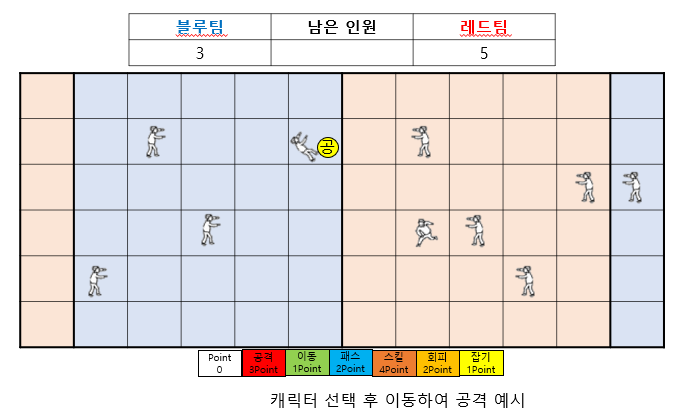 블루팀 남은 인원 레드팀
3 5
공
Point 공격 이동 패스 스킬 회피 잡기
0 3Point 1Point 2Point 4Point 2Point 1Point
캐릭터 선택 후 이동하여 공격 예시